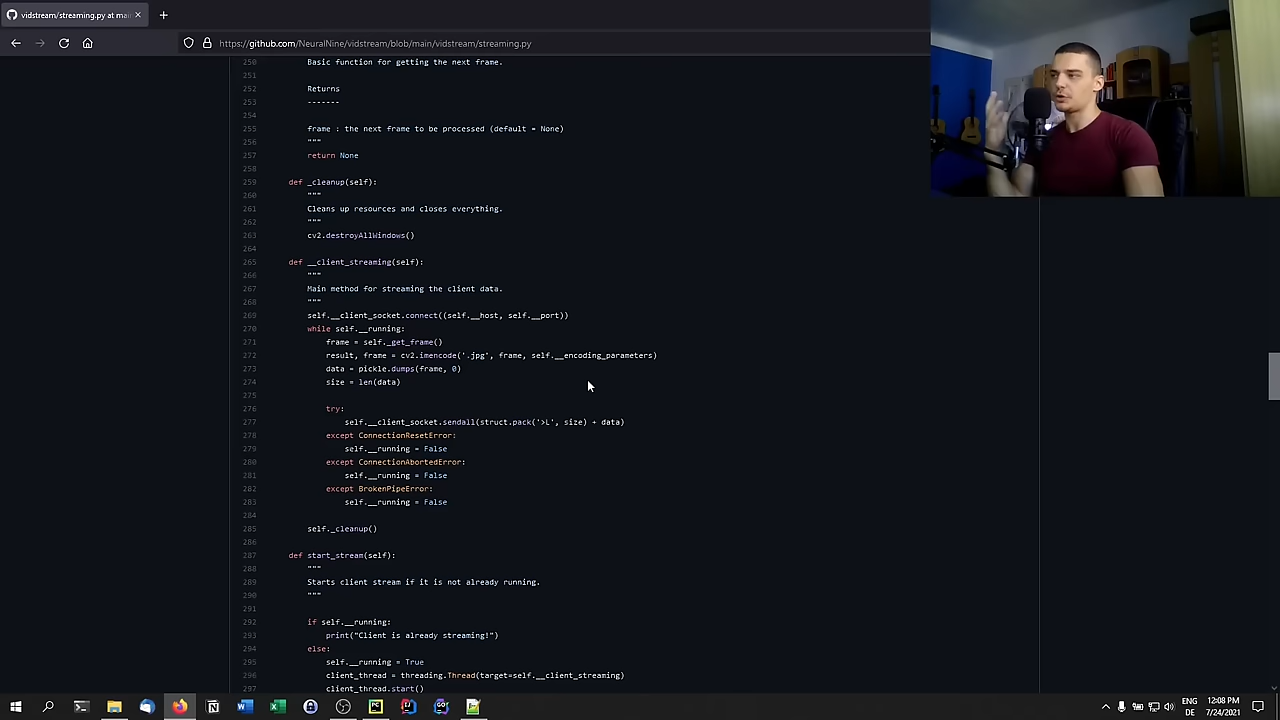 vidstream/streaming.py at mai
https://github.com/NeuralNine/vidstream/blob/main/vidstream/streaming.py
250 Basic function for getting the next frame.
251
252 Returns
253 -------
254
255 frame : the next frame to be processed (default = None)
256 """
257 return None
258
259 def _cleanup(self):
260 """
261 Cleans up resources and closes everything.
262 """
263 cv2.destroyAllWindows()
264
265 def __client_streaming(self):
266 """
267 Main method for streaming the client data.
268 """
269 self.__client_socket.connect((self.__host, self.__port))
270 while self.__running:
271 frame = self._get_frame()
272 result, frame = cv2.imencode('.jpg', frame, self.__encoding_parameters)
273 data = pickle.dumps(frame, 0)
274 size = len(data)
275
276 try:
277 self.__client_socket.sendall(struct.pack('>L', size) + data)
278 except ConnectionResetError:
279 self.__running = False
280 except ConnectionAbortedError:
281 self.__running = False
282 except BrokenPipeError:
283 self.__running = False
284
285 self._cleanup()
286
287 def start_stream(self):
288 """
289 Starts client stream if it is not already running.
290 """
291
292 if self.__running:
293 print("Client is already streaming!")
294 else:
295 self.__running = True
296 client_thread = threading.Thread(target=self.__client_streaming)
297 client_thread.start()
ENG 12:08 PM
DE 7/24/2021